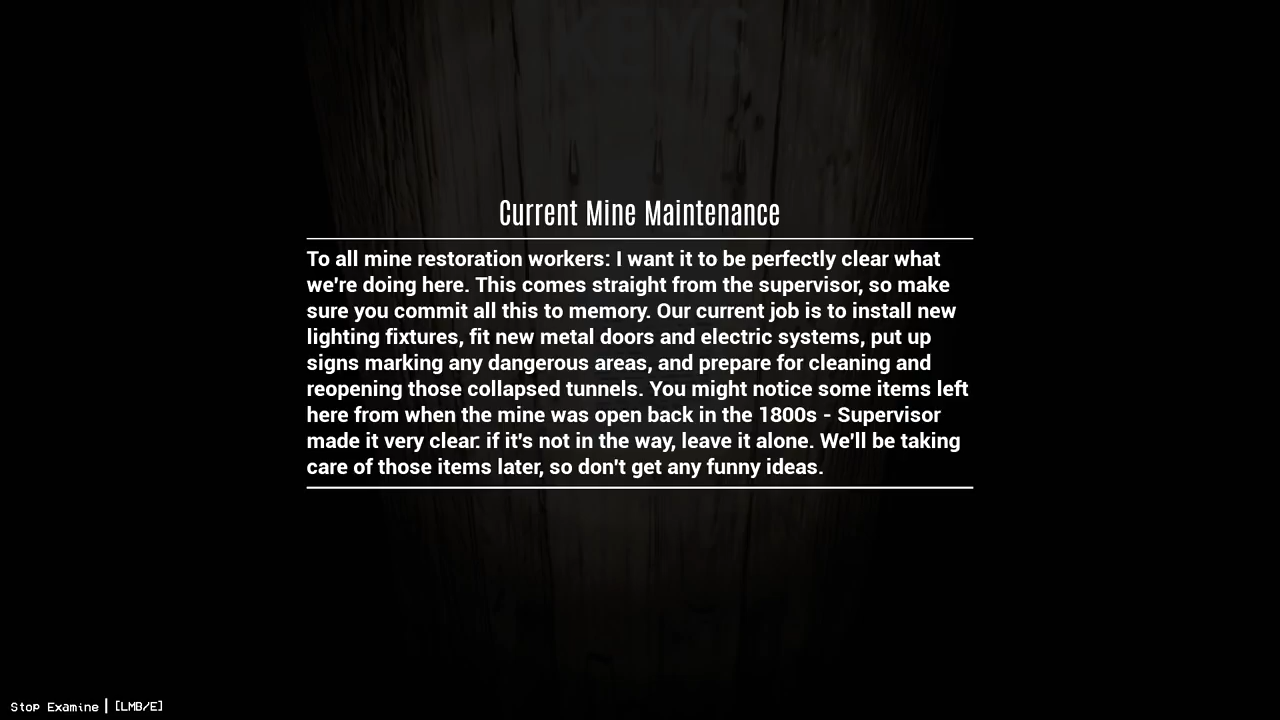 KEYS
Current Mine Maintenance
To all mine restoration workers: I want it to be perfectly clear what
we're doing here. This comes straight from the supervisor, so make
sure you commit all this to memory. Our current job is to install new
lighting fixtures, fit new metal doors and electric systems, put up
signs marking any dangerous areas, and prepare for cleaning and
reopening those collapsed tunnels. You might notice some items left
here from when the mine was open back in the 1800s - Supervisor
made it very clear: if it's not in the way, leave it alone. We'll be taking
care of those items later, so don't get any funny ideas.
Stop Examine | [LMB/E]